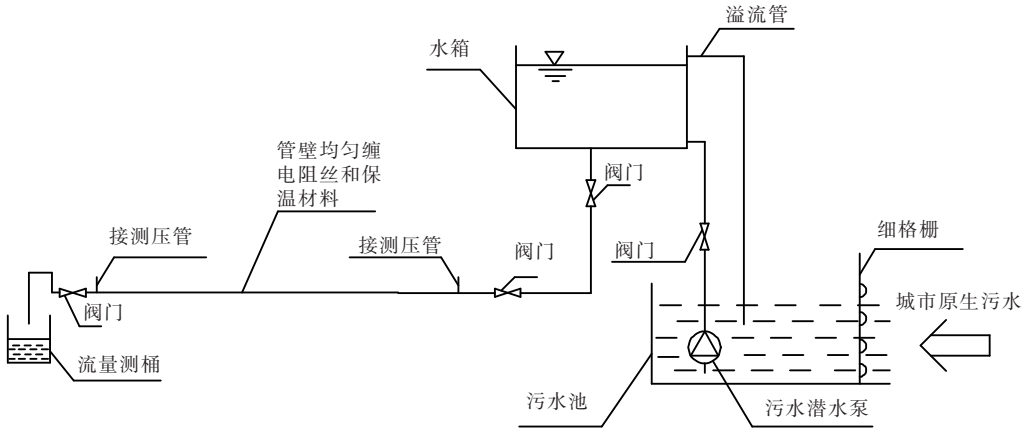 溢流管
水箱
管壁均匀缠
电阻丝和保
温材料
阀门
接测压管
接测压管
阀门
阀门
细格栅
城市原生污水
阀门
流量测桶
污水池
污水潜水泵